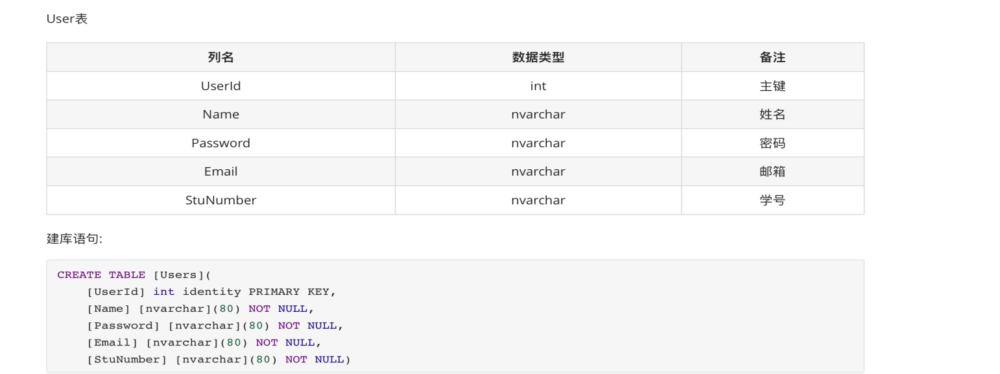 User表
列名 数据类型 备注
UserId int 主键
Name nvarchar 姓名
Password nvarchar 密码
Email nvarchar 邮箱
StuNumber nvarchar 学号
建库语句:
CREATE TABLE [Users](
    [UserId] int identity PRIMARY KEY,
    [Name] [nvarchar](80) NOT NULL,
    [Password] [nvarchar](80) NOT NULL,
    [Email] [nvarchar](80) NOT NULL,
    [StuNumber] [nvarchar](80) NOT NULL)